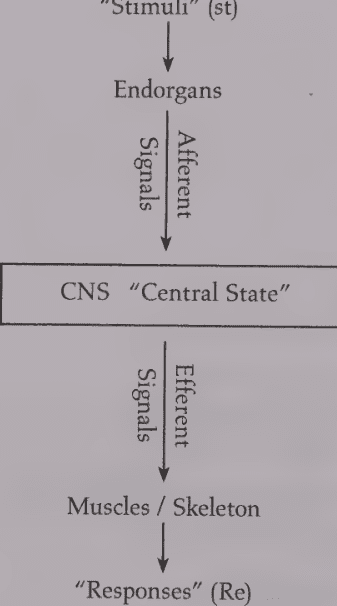 "Stimuli" (st)
Endorgans
Afferent
Signals
CNS "Central State"
Efferent
Signals
Muscles / Skeleton
"Responses" (Re)